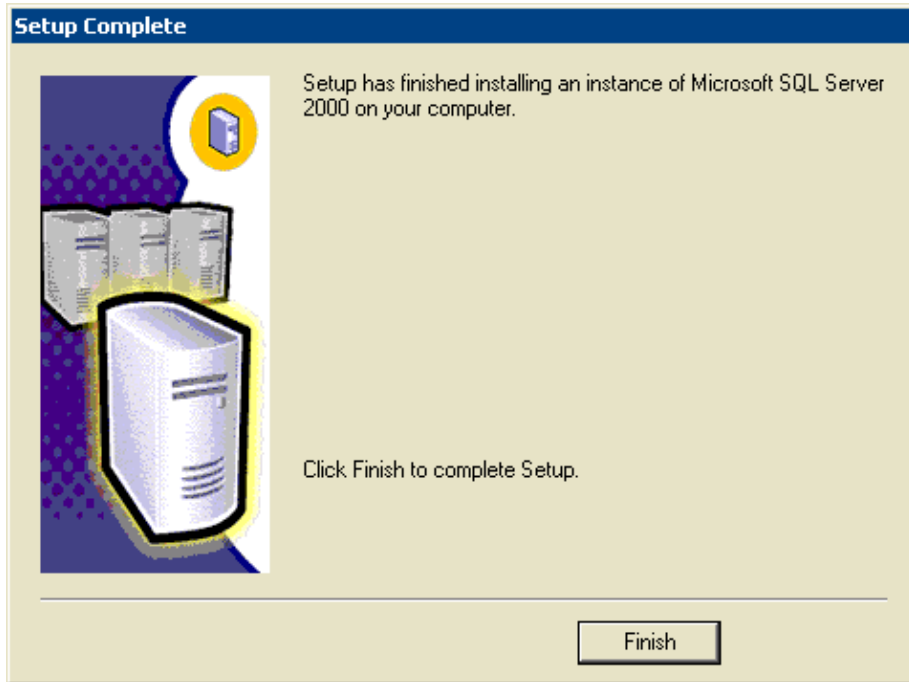 Setup Complete
Setup has finished installing an instance of Microsoft SQL Server
2000 on your computer.
Click Finish to complete Setup.
Finish